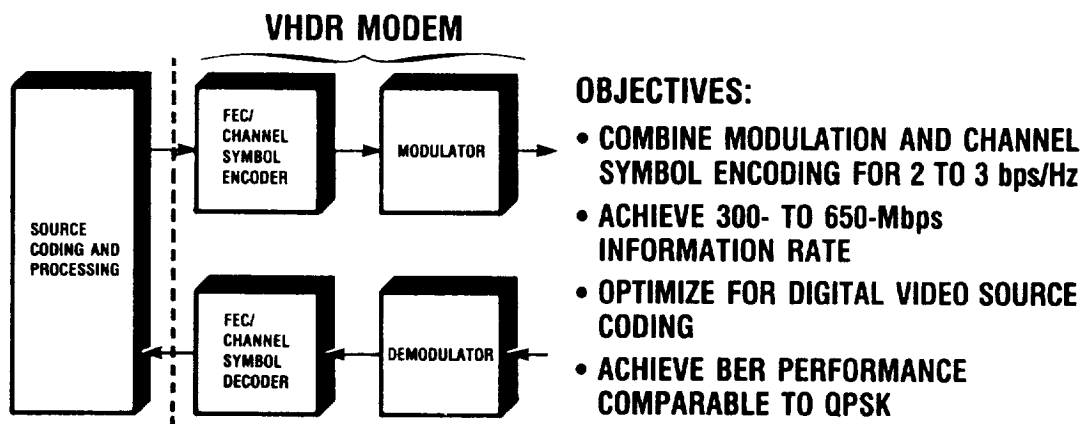 VHDR MODEM
SOURCE
CODING AND
PROCESSING
FEC/
CHANNEL
SYMBOL
ENCODER
MODULATOR
FEC/
CHANNEL
SYMBOL
DECODER
DEMODULATOR
OBJECTIVES:
• COMBINE MODULATION AND CHANNEL
SYMBOL ENCODING FOR 2 TO 3 bps/Hz
• ACHIEVE 300- TO 650-Mbps
INFORMATION RATE
• OPTIMIZE FOR DIGITAL VIDEO SOURCE
CODING
• ACHIEVE BER PERFORMANCE
COMPARABLE TO QPSK